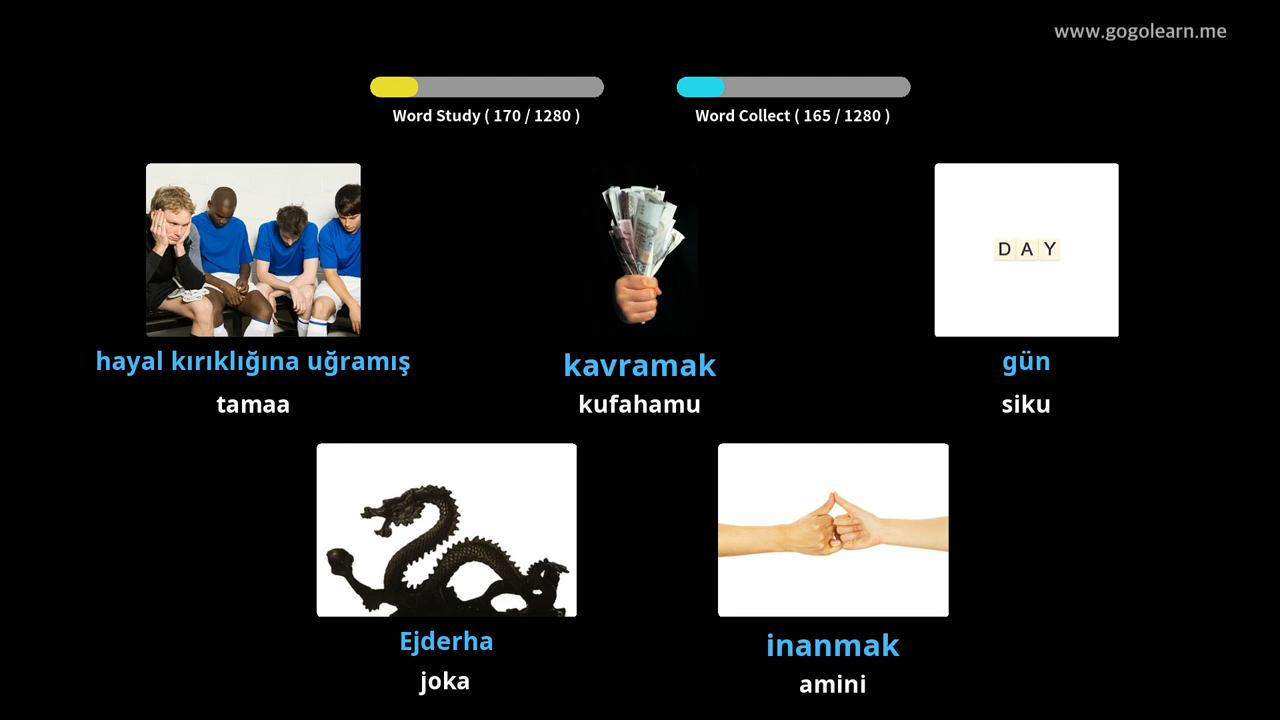 www.gogolearn.me
Word Study ( 170 / 1280 )
Word Collect ( 165 / 1280 )
DAY
hayal kırıklığına uğramış
kavramak
gün
tamaa
kufahamu
siku
Ejderha
inanmak
joka
amini